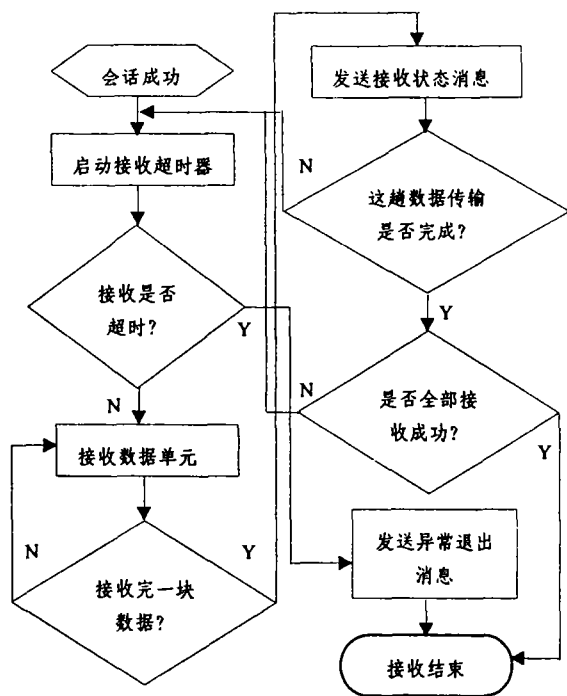 会话成功
启动接收超时器
接收是否
超时?
Y
N
接收数据单元
N
Y
接收完一块
数据?
发送接收状态消息
N
这趟数据传输
是否完成?
Y
N
是否全部接
收成功?
Y
发送异常退出
消息
接收结束